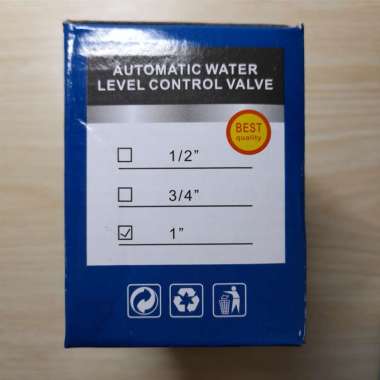 AUTOMATIC WATER
LEVEL CONTROL VALVE
BEST
quality
1/2”
3/4”
1”